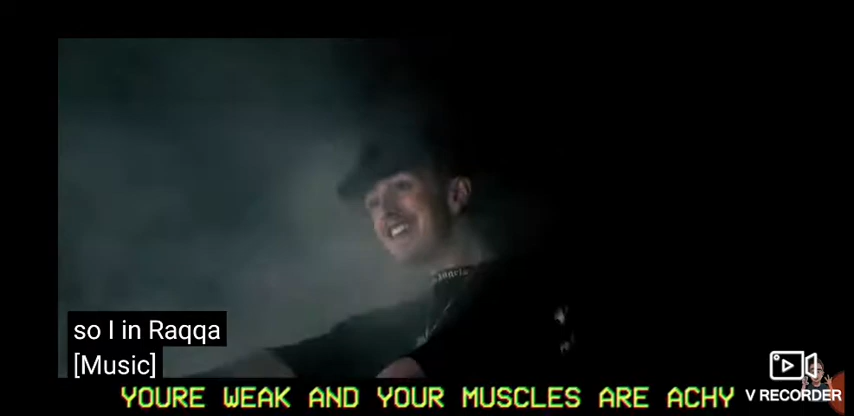 so I in Raqqa
[Music]
YOURE WEAK AND YOUR MUSCLES ARE ACHY
V RECORDER